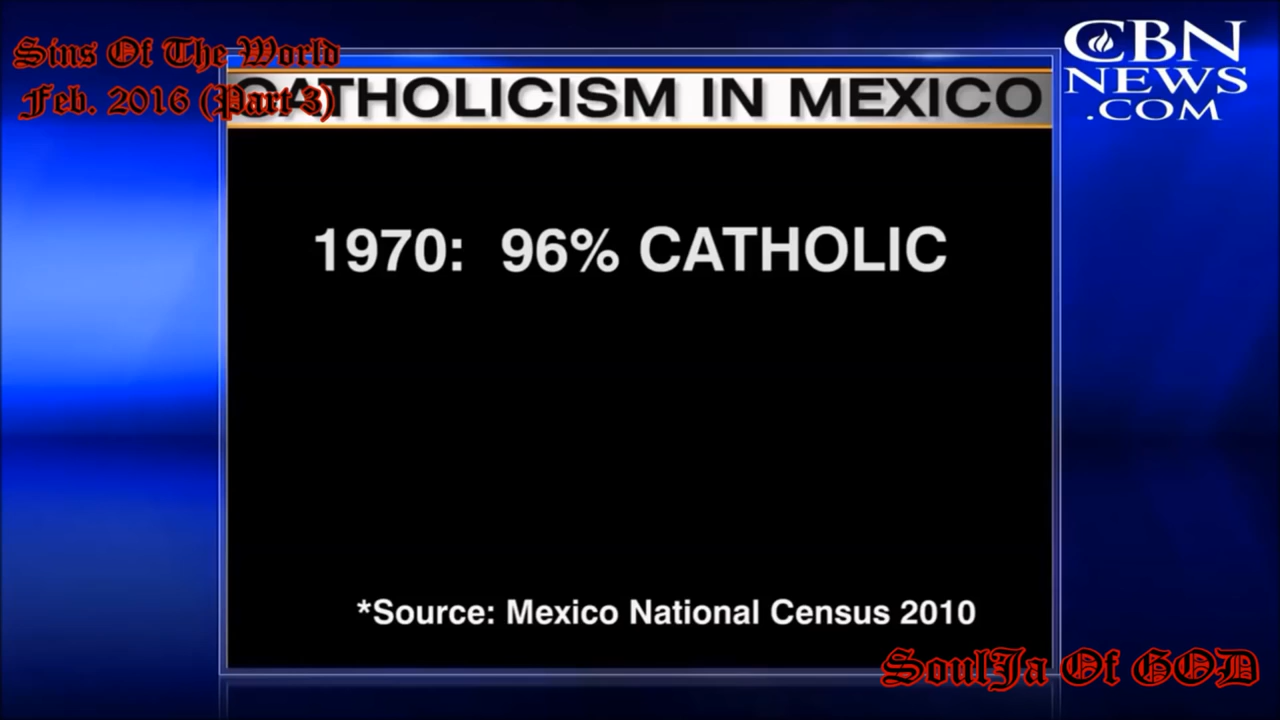 Sins Of The World
Feb. 2016 (Part 3)
CATHOLICISM IN MEXICO
CBN
NEWS
.COM
1970: 96% CATHOLIC
*Source: Mexico National Census 2010
SoulJa Of GOD